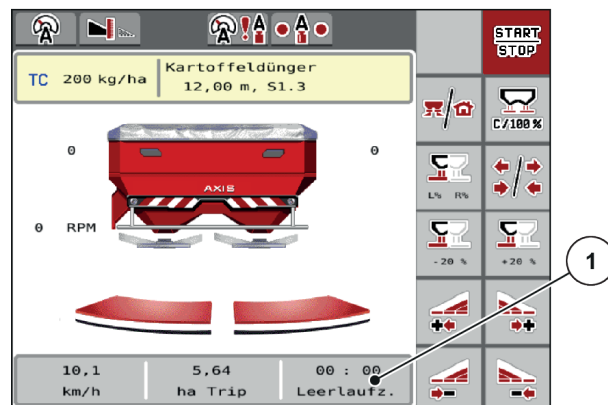 A
A
A
START
STOP
TC 200 kg/ha
Kartoffeldünger
12,00 m, S1.3
C/100 %
0
0
AXIS
L% R%
0 RPM
-20 %
+20 %
1
10,1
km/h
5,64
ha Trip
00 : 00
Leerlaufz.